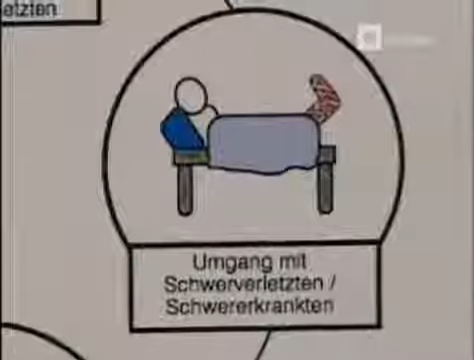 etzten
Umgang mit
Schwerverletzten /
Schwererkrankten